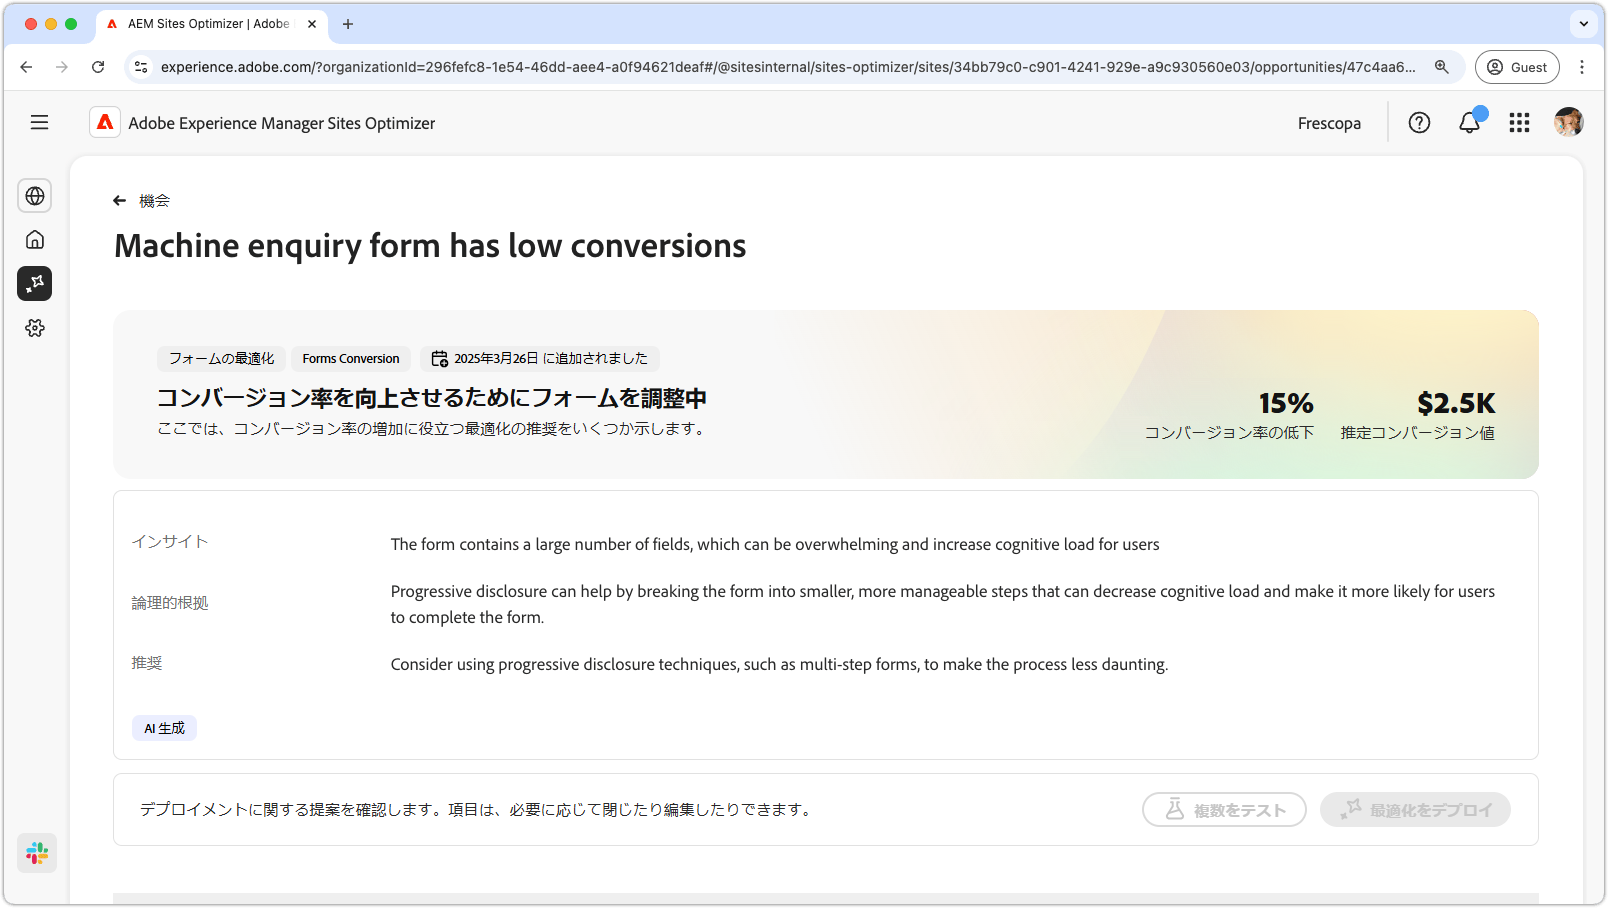 AEM Sites Optimizer | Adobe
experience.adobe.com/?organizationId=296fefc8-1e54-46dd-aee4-a0f94621deaf#/@sitesinternal/sites-optimizer/sites/34bb79c0-c901-4241-929e-a9c930560e03/opportunities/47c4aa6...
Guest
Adobe Experience Manager Sites Optimizer
Frescopa
機会
Machine enquiry form has low conversions
フォームの最適化
Forms Conversion
2025年3月26日 に追加されました
コンバージョン率を向上させるためにフォームを調整中
ここでは、コンバージョン率の増加に役立つ最適化の推奨をいくつか示します。
15%
コンバージョン率の低下
$2.5K
推定コンバージョン値
インサイト
The form contains a large number of fields, which can be overwhelming and increase cognitive load for users
論理的根拠
Progressive disclosure can help by breaking the form into smaller, more manageable steps that can decrease cognitive load and make it more likely for users
to complete the form.
推奨
Consider using progressive disclosure techniques, such as multi-step forms, to make the process less daunting.
AI 生成
デプロイメントに関する提案を確認します。項目は、必要に応じて閉じたり編集したりできます。
複数をテスト
最適化をデプロイ